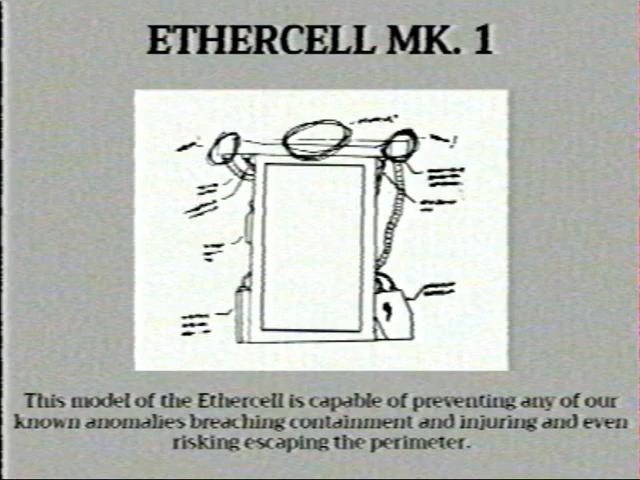 ETHERCELL MK. 1
This model of the Ethercell is capable of preventing any of our
known anomalies breaching containment and injuring and even
risking escaping the perimeter.